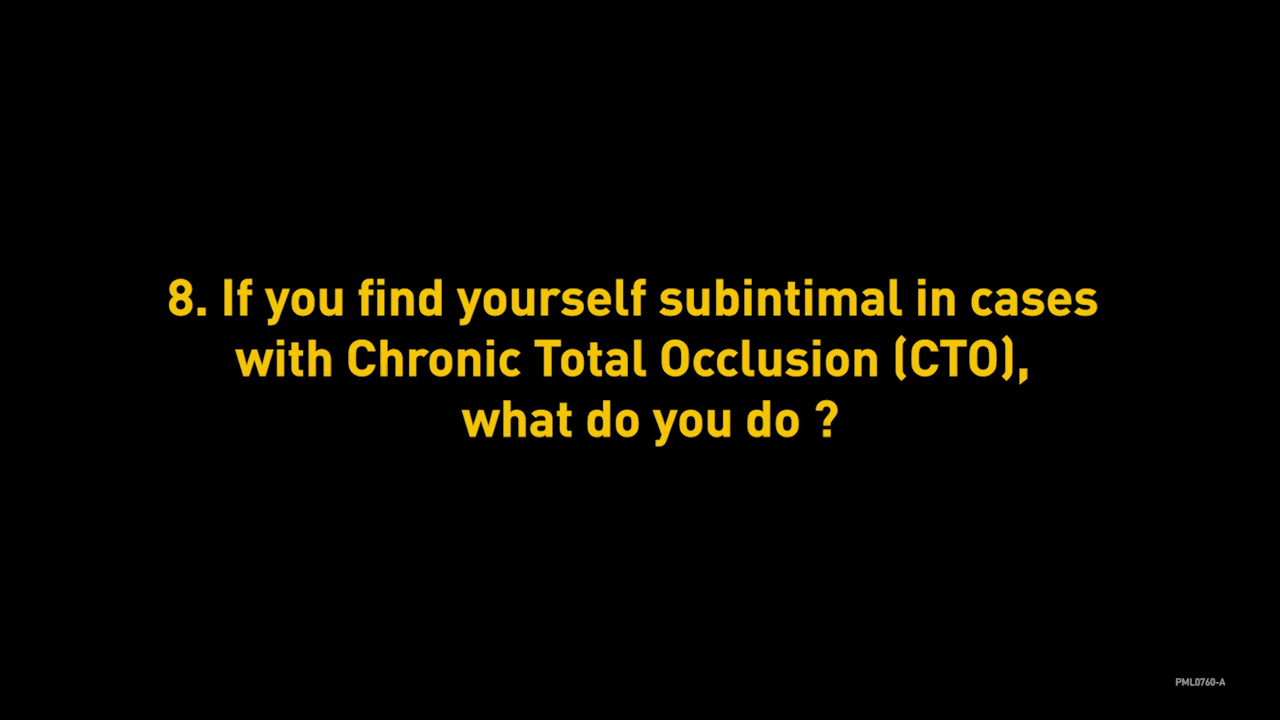 8. If you find yourself subintimal in cases
with Chronic Total Occlusion (CTO),
what do you do ?
PML0760-A